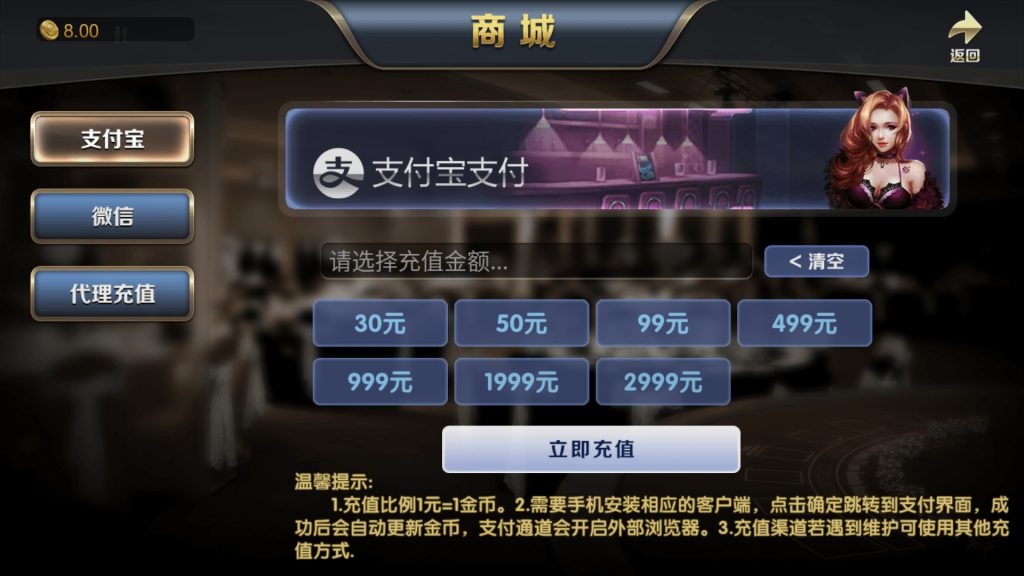 8.00
商城
返回
支付宝
微信
代理充值
支 支付宝支付
请选择充值金额...
< 清空
30元 50元 99元 499元
999元 1999元 2999元
立即充值
温馨提示:
1.充值比例1元=1金币。2.需要手机安装相应的客户端，点击确定跳转到支付界面，成
功后会自动更新金币，支付通道会开启外部浏览器。3.充值渠道若遇到维护可使用其他充
值方式.